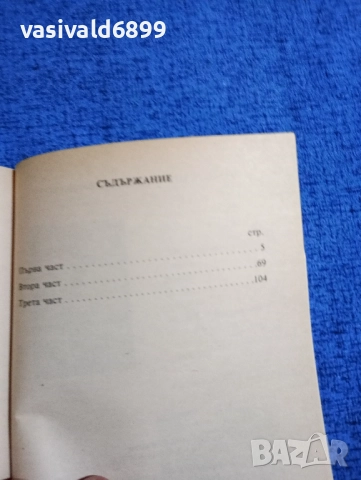 vasivald6899
СЪДЪРЖАНИЕ
стр.
Първа част . . . . . . . . . . . . . . . . . . . . . . . . 5
Втора част . . . . . . . . . . . . . . . . . . . . . . . . 69
Трета част . . . . . . . . . . . . . . . . . . . . . . . . 104
BAZAR